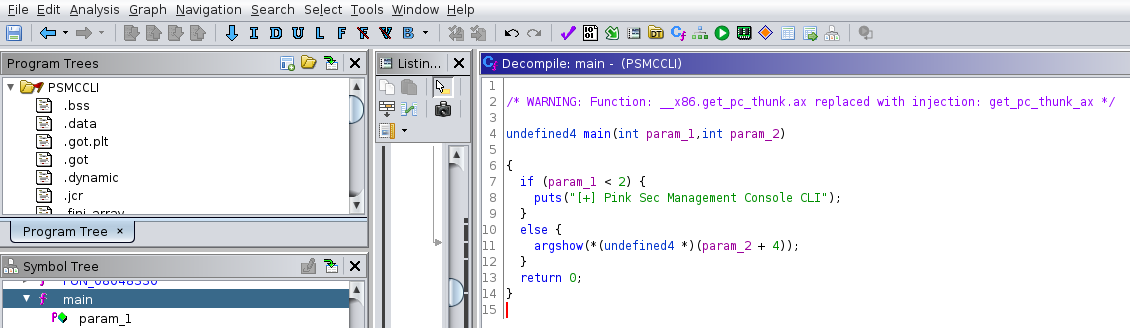 File Edit Analysis Graph Navigation Search Select Tools Window Help
I D U L F F V B
Program Trees
PSMCCLI
.bss
.data
.got.plt
.got
.dynamic
.jcr
.fini_array
Program Tree ×
Symbol Tree
FUN_08048350
main
param_1
Listin...
Decompile: main - (PSMCCLI)
1
2 /* WARNING: Function: __x86.get_pc_thunk.ax replaced with injection: get_pc_thunk_ax */
3
4 undefined4 main(int param_1,int param_2)
5
6 {
7 if (param_1 < 2) {
8 puts("[+] Pink Sec Management Console CLI");
9 }
10 else {
11 argshow(*(undefined4 *)(param_2 + 4));
12 }
13 return 0;
14 }
15